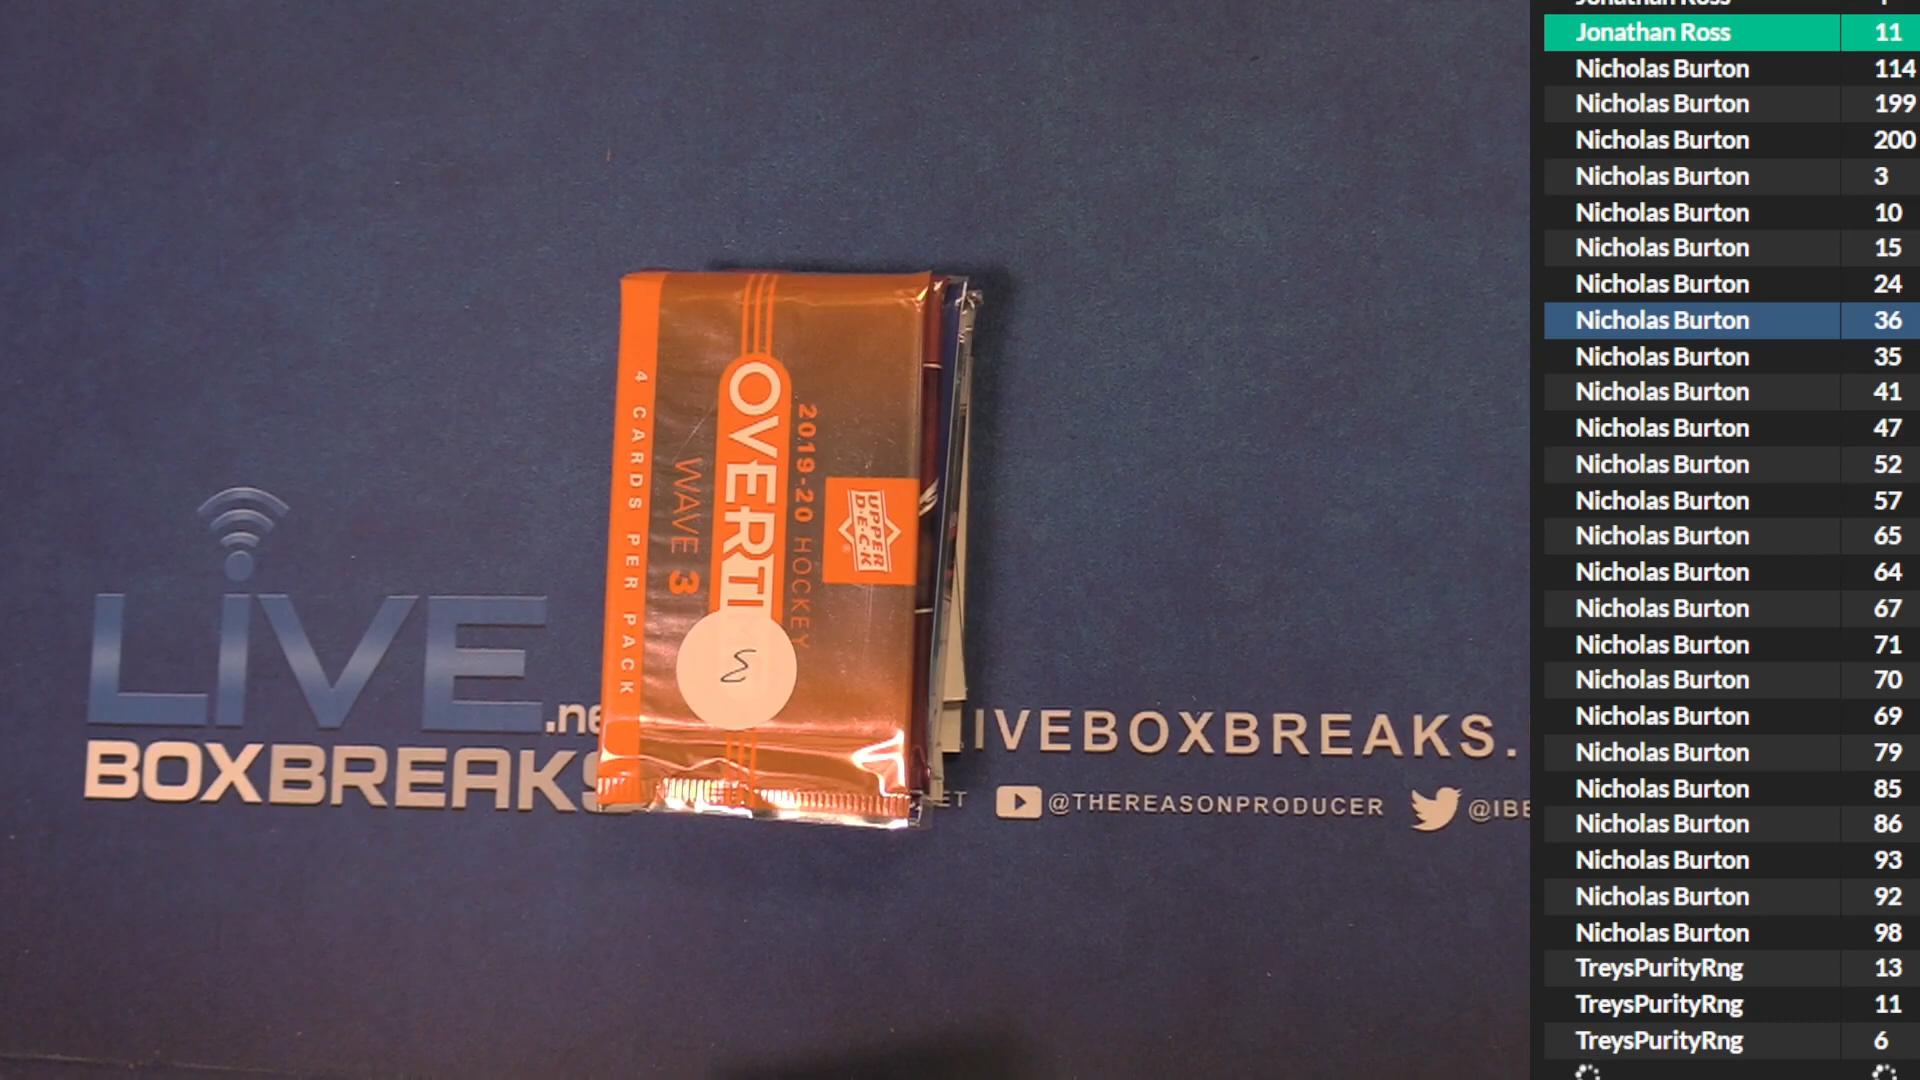 4 CARDS PER PACK
WAVE 3
OVERTI
2019-20 HOCKEY
UPPER
D·E·C·K
3
LiVE
.ne
BOXBREAKS
IVEBOXBREAKS.
ET
@THEREASONPRODUCER
@IBB
Jonathan Ross
Jonathan Ross 11
Nicholas Burton 114
Nicholas Burton 199
Nicholas Burton 200
Nicholas Burton 3
Nicholas Burton 10
Nicholas Burton 15
Nicholas Burton 24
Nicholas Burton 36
Nicholas Burton 35
Nicholas Burton 41
Nicholas Burton 47
Nicholas Burton 52
Nicholas Burton 57
Nicholas Burton 65
Nicholas Burton 64
Nicholas Burton 67
Nicholas Burton 71
Nicholas Burton 70
Nicholas Burton 69
Nicholas Burton 79
Nicholas Burton 85
Nicholas Burton 86
Nicholas Burton 93
Nicholas Burton 92
Nicholas Burton 98
TreysPurityRng 13
TreysPurityRng 11
TreysPurityRng 6